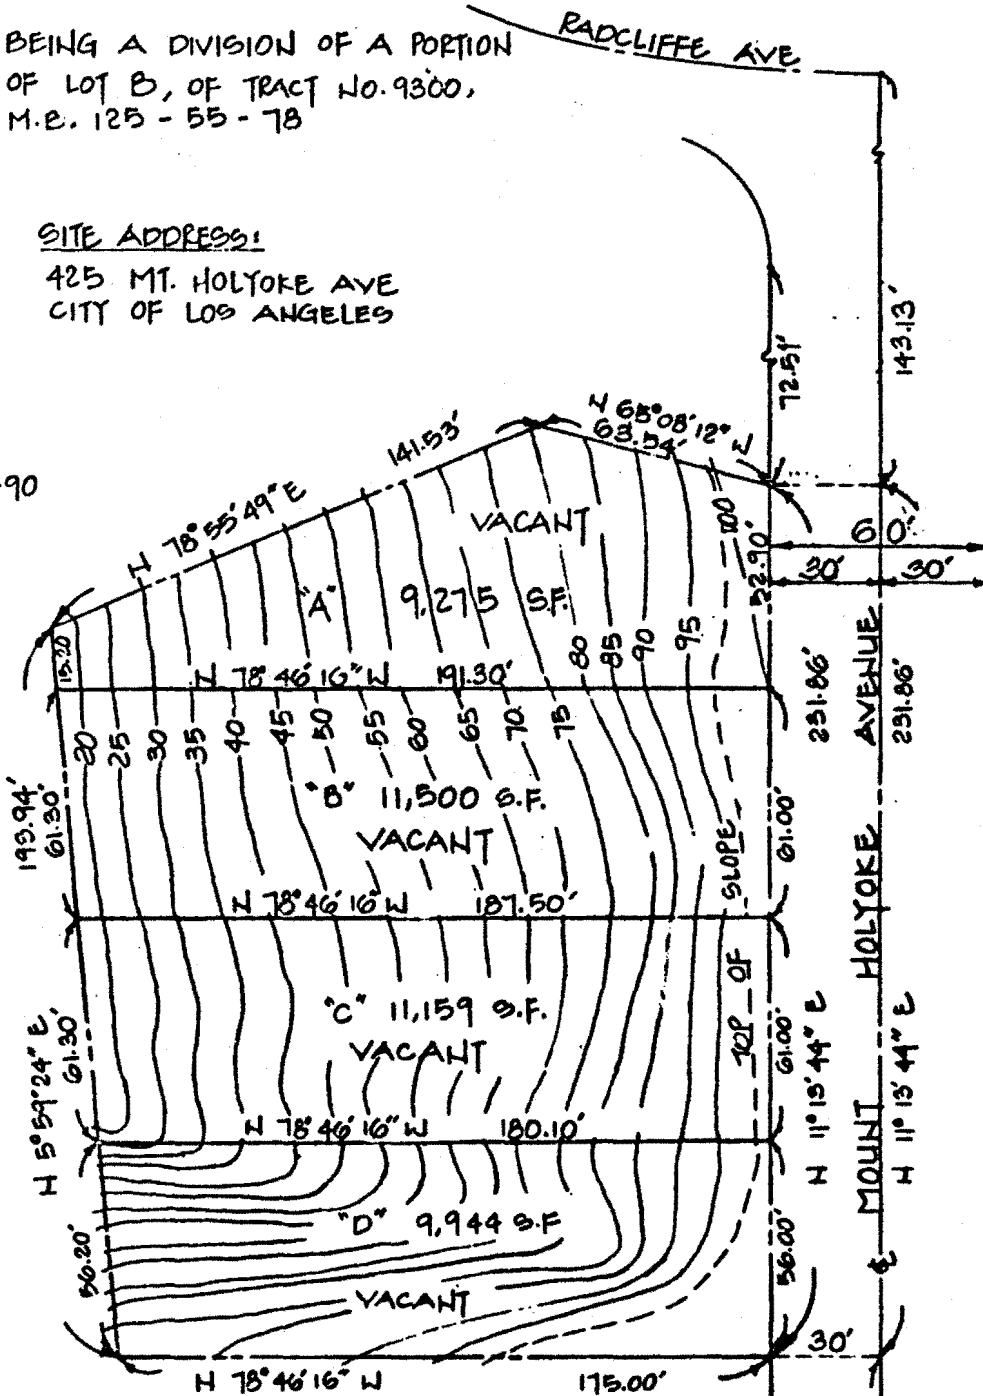 RADCLIFFE AVE.
BEING A DIVISION OF A PORTION
OF LOT B, OF TRACT NO. 9300,
M.B. 125 - 55 - 78
SITE ADDRESS:
425 MT. HOLYOKE AVE
CITY OF LOS ANGELES
143.13'
72.51'
N 65°08'12" W
63.54'
141.53'
N 78°55'49" E
90
VACANT
100
52.90'
60'
30'
30'
"A" 9,275 S.F.
80
85
90
95
15.20
N 78°46'16" W 191.30'
20
25
30
35
40
45
50
55
60
65
70
75
231.86'
231.86'
"B" 11,500 S.F.
VACANT
193.94'
61.30'
61.00'
N 78°46'16" W 187.50'
TOP OF SLOPE
MOUNT HOLYOKE AVENUE
"C" 11,159 S.F.
VACANT
N 5°59'24" E
61.30'
61.00'
N 11°13'44" E
N 11°13'44" E
N 78°46'16" W 180.10'
"D" 9,944 S.F
56.20'
56.00'
VACANT
30'
N 78°46'16" W 175.00'